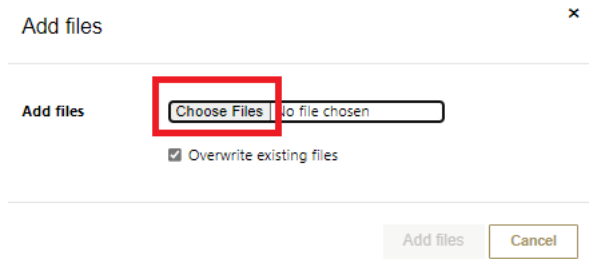 Add files
×
Add files
Choose Files No file chosen
Overwrite existing files
Add files Cancel